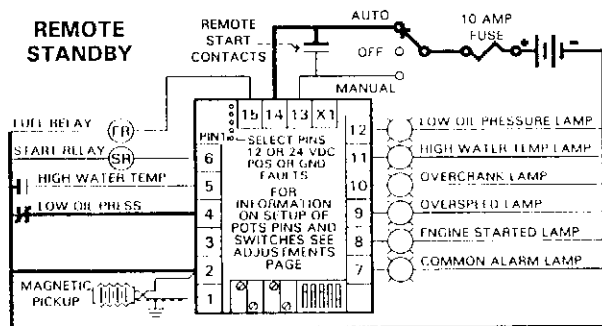 REMOTE
STANDBY
REMOTE
START
CONTACTS
AUTO
OFF
MANUAL
10 AMP
FUSE
+
-
FUEL RELAY
FR
START RELAY
SR
HIGH WATER TEMP
LOW OIL PRESS
MAGNETIC
PICKUP
15 14 13 X1
PIN1
6
5
4
3
2
1
SELECT PINS
12 OR 24 VDC
POS OR GND
FAULTS
FOR
INFORMATION
ON SETUP OF
POTS PINS AND
SWITCHES SEE
ADJUSTMENTS
PAGE
12 LOW OIL PRESSURE LAMP
11 HIGH WATER TEMP LAMP
10 OVERCRANK LAMP
9 OVERSPEED LAMP
8 ENGINE STARTED LAMP
7 COMMON ALARM LAMP